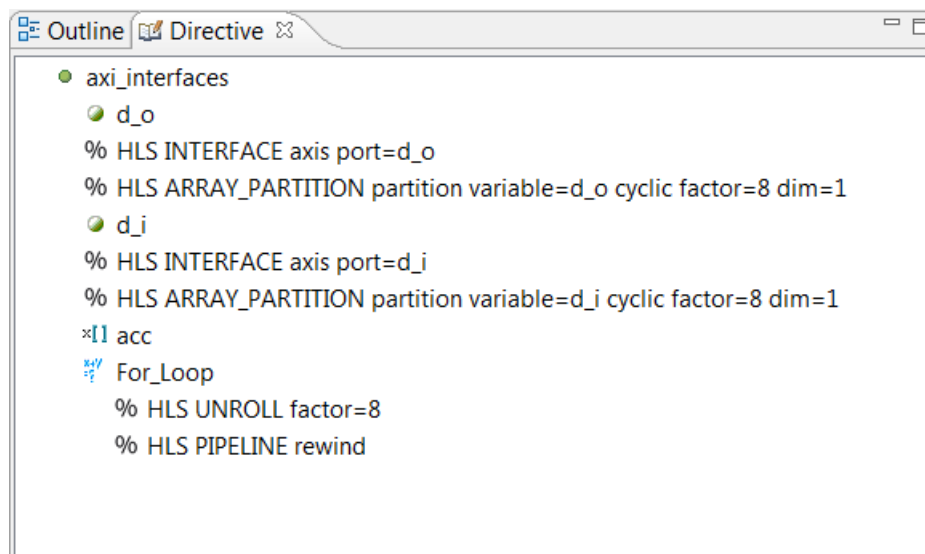 Outline Directive
axi_interfaces
d_o
% HLS INTERFACE axis port=d_o
% HLS ARRAY_PARTITION partition variable=d_o cyclic factor=8 dim=1
d_i
% HLS INTERFACE axis port=d_i
% HLS ARRAY_PARTITION partition variable=d_i cyclic factor=8 dim=1
×[] acc
For_Loop
% HLS UNROLL factor=8
% HLS PIPELINE rewind